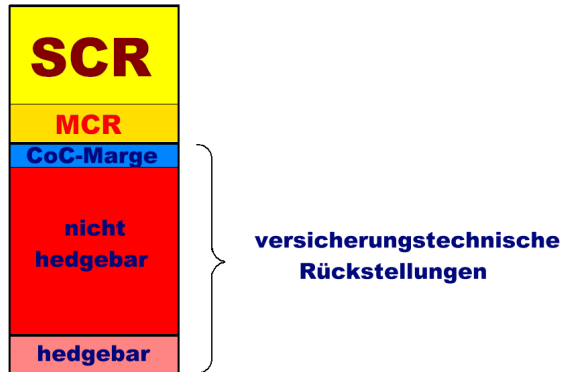 SCR
MCR
CoC-Marge
nicht
hedgebar
versicherungstechnische
Rückstellungen
hedgebar